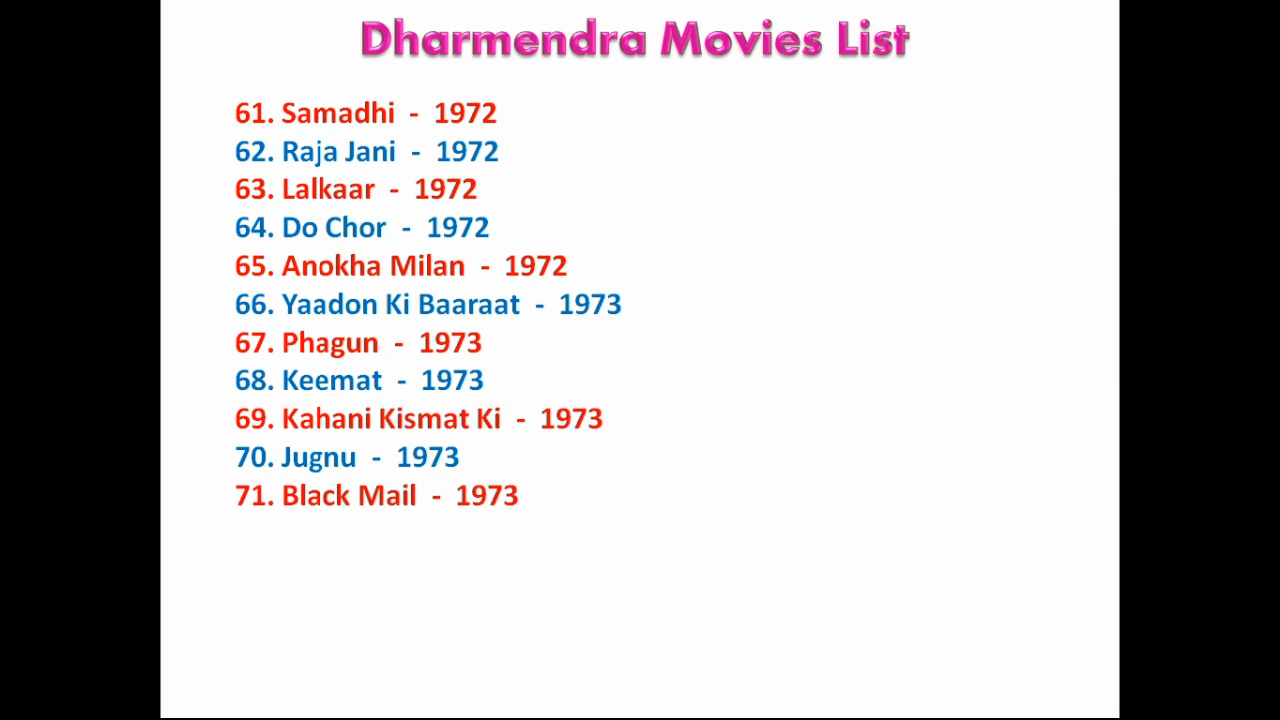 Dharmendra Movies List
61. Samadhi - 1972
62. Raja Jani - 1972
63. Lalkaar - 1972
64. Do Chor - 1972
65. Anokha Milan - 1972
66. Yaadon Ki Baaraat - 1973
67. Phagun - 1973
68. Keemat - 1973
69. Kahani Kismat Ki - 1973
70. Jugnu - 1973
71. Black Mail - 1973